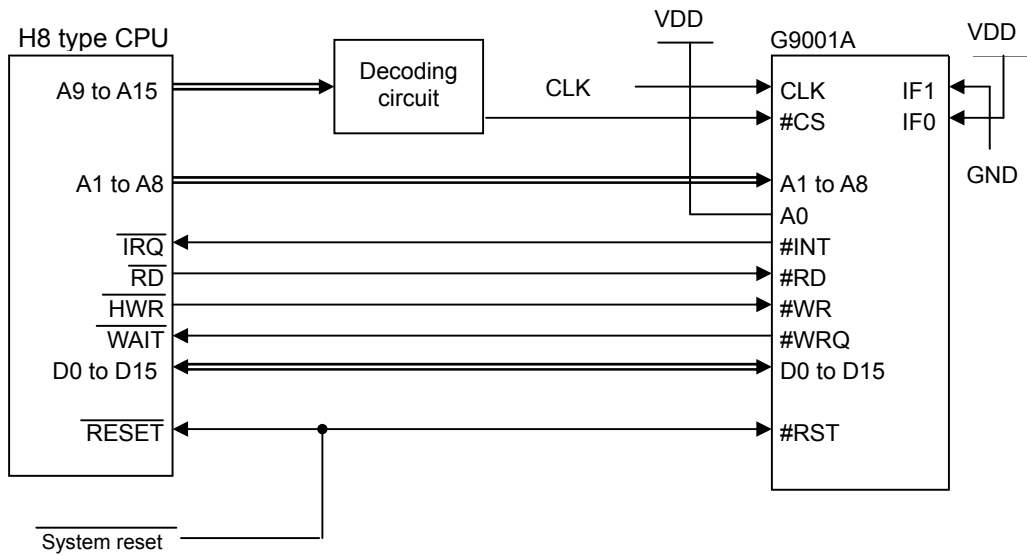 H8 type CPU
A9 to A15
A1 to A8
IRQ
RD
HWR
WAIT
D0 to D15
RESET
System reset
Decoding
circuit
CLK
VDD
G9001A
VDD
CLK
#CS
A1 to A8
A0
#INT
#RD
#WR
#WRQ
D0 to D15
#RST
IF1
IF0
GND